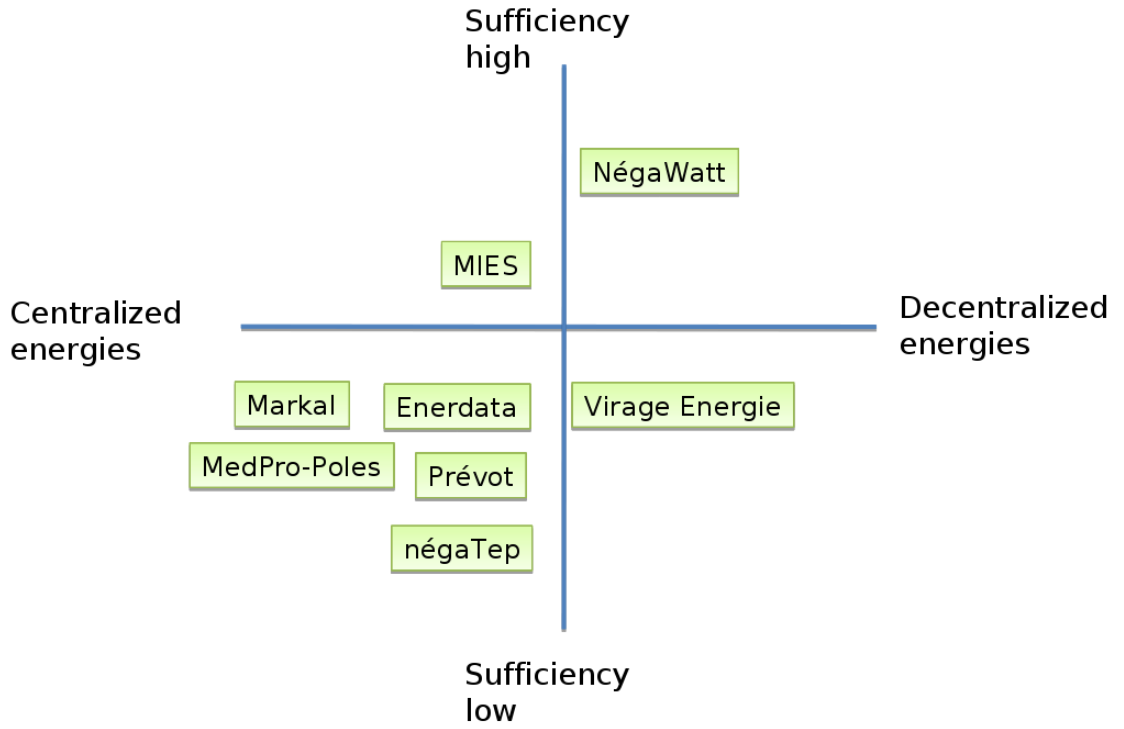 Sufficiency
high
NégaWatt
MIES
Centralized
energies
Decentralized
energies
Markal
Enerdata
Virage Energie
MedPro-Poles
Prévot
négaTep
Sufficiency
low